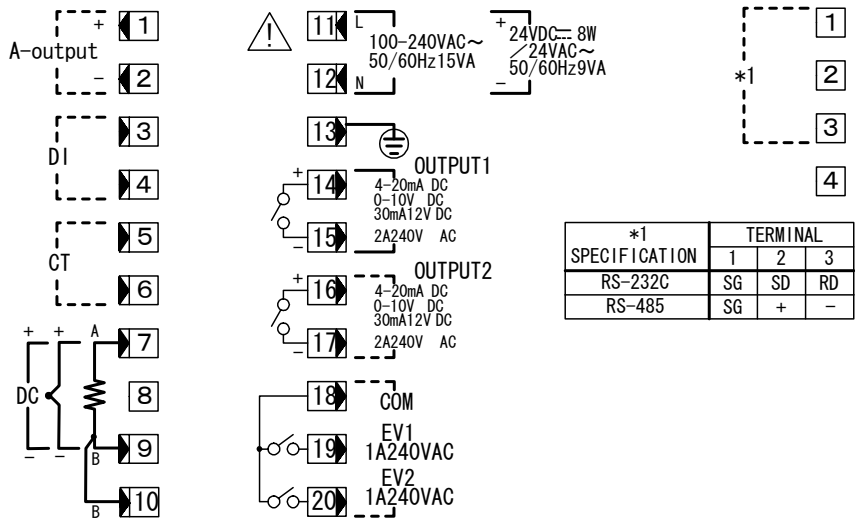 +
A-output
−
1
2
DI
3
4
CT
5
6
+ + A
7
DC
8
9
− − B
10
B
11
L
100-240VAC~
50/60Hz15VA
12
N
+
24VDC⎓ 8W
/24VAC~
50/60Hz9VA
−
13
OUTPUT1
+
14
4-20mA DC
0-10V DC
30mA12V DC
−
15
2A240V AC
OUTPUT2
+
16
4-20mA DC
0-10V DC
30mA12V DC
−
17
2A240V AC
18
COM
EV1
19
1A240VAC
EV2
20
1A240VAC
1
*1
2
3
4
*1 TERMINAL
SPECIFICATION 1 2 3
RS-232C SG SD RD
RS-485 SG + −